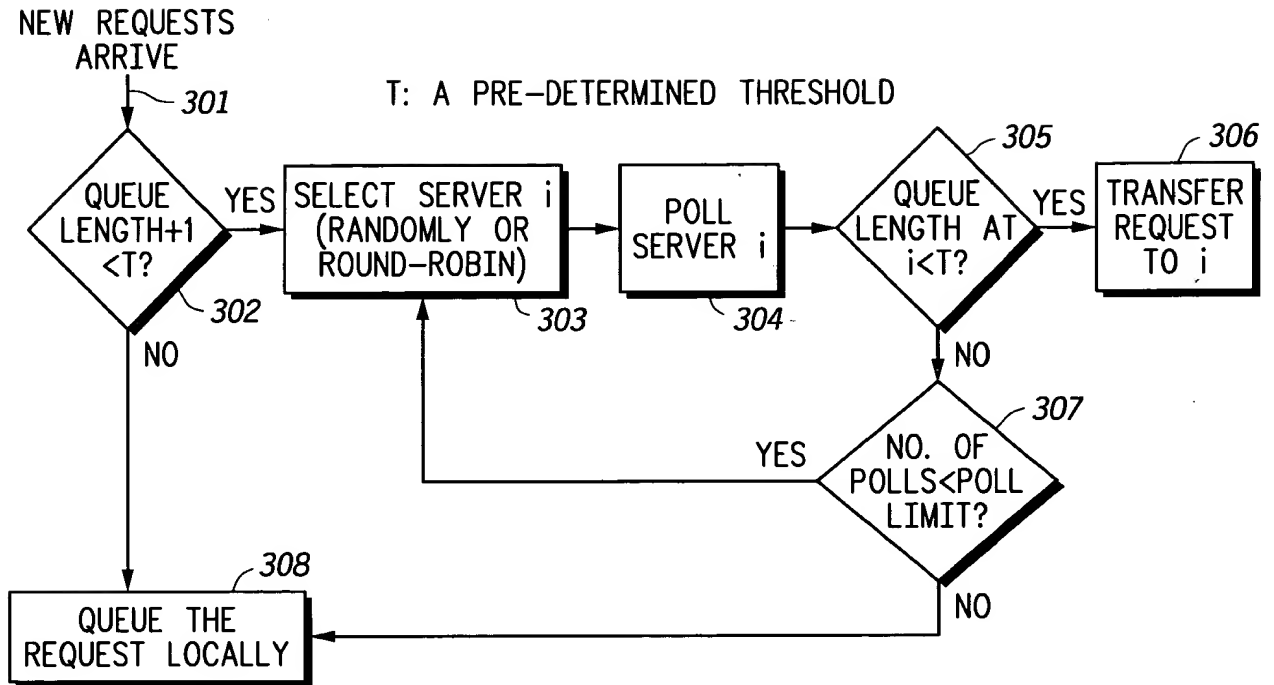 NEW REQUESTS
ARRIVE
301
T: A PRE-DETERMINED THRESHOLD
QUEUE
LENGTH+1
<T?
302
YES
NO
SELECT SERVER i
(RANDOMLY OR
ROUND-ROBIN)
303
POLL
SERVER i
304
305
QUEUE
LENGTH AT
i<T?
YES
NO
306
TRANSFER
REQUEST
TO i
307
NO. OF
POLLS<POLL
LIMIT?
YES
NO
308
QUEUE THE
REQUEST LOCALLY